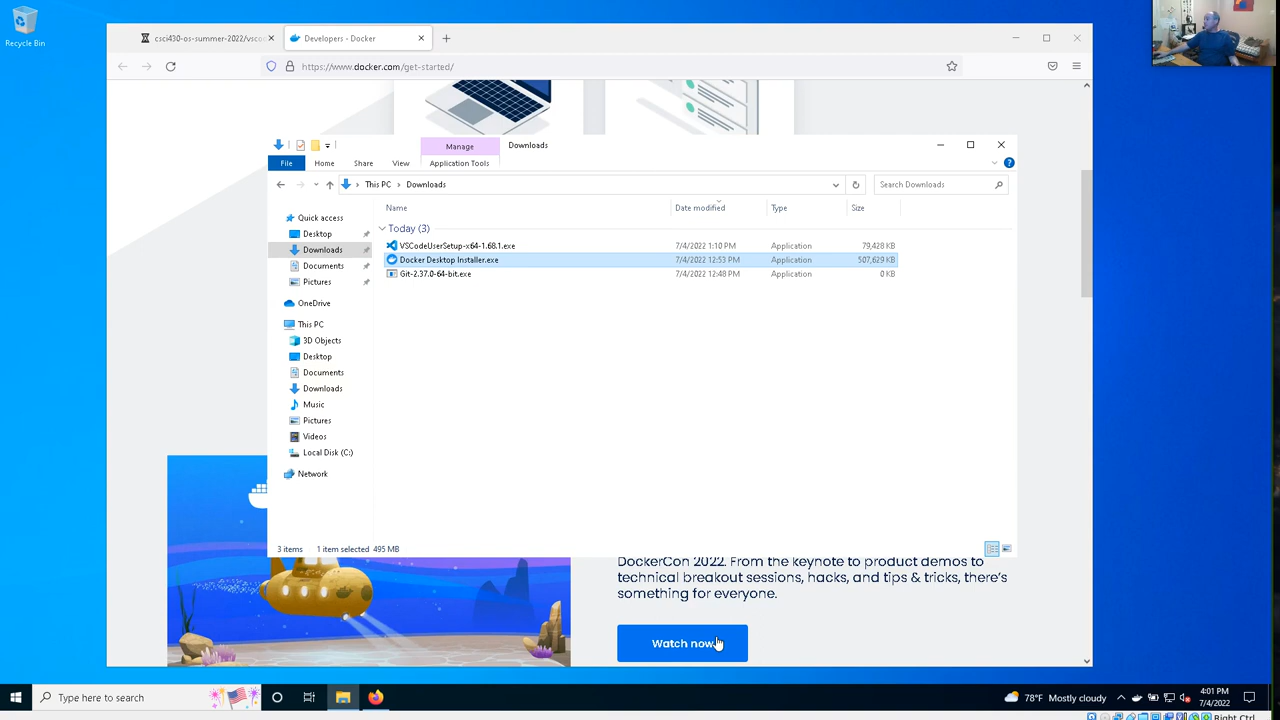 Recycle Bin
csci430-os-summer-2022/vscod
Developers - Docker
https://www.docker.com/get-started/
Manage
Downloads
File
Home
Share
View
Application Tools
This PC
Downloads
Search Downloads
Name
Date modified
Type
Size
Quick access
Desktop
Downloads
Documents
Pictures
OneDrive
This PC
3D Objects
Desktop
Documents
Downloads
Music
Pictures
Videos
Local Disk (C:)
Network
Today (3)
VSCodeUserSetup-x64-1.68.1.exe 7/4/2022 1:10 PM Application 79,428 KB
Docker Desktop Installer.exe 7/4/2022 12:53 PM Application 507,629 KB
Git-2.37.0-64-bit.exe 7/4/2022 12:48 PM Application 0 KB
3 items 1 item selected 495 MB
DockerCon 2022. From the keynote to product demos to
technical breakout sessions, hacks, and tips & tricks, there's
something for everyone.
Watch now
Type here to search
78°F Mostly cloudy
4:01 PM
7/4/2022
Right Ctrl